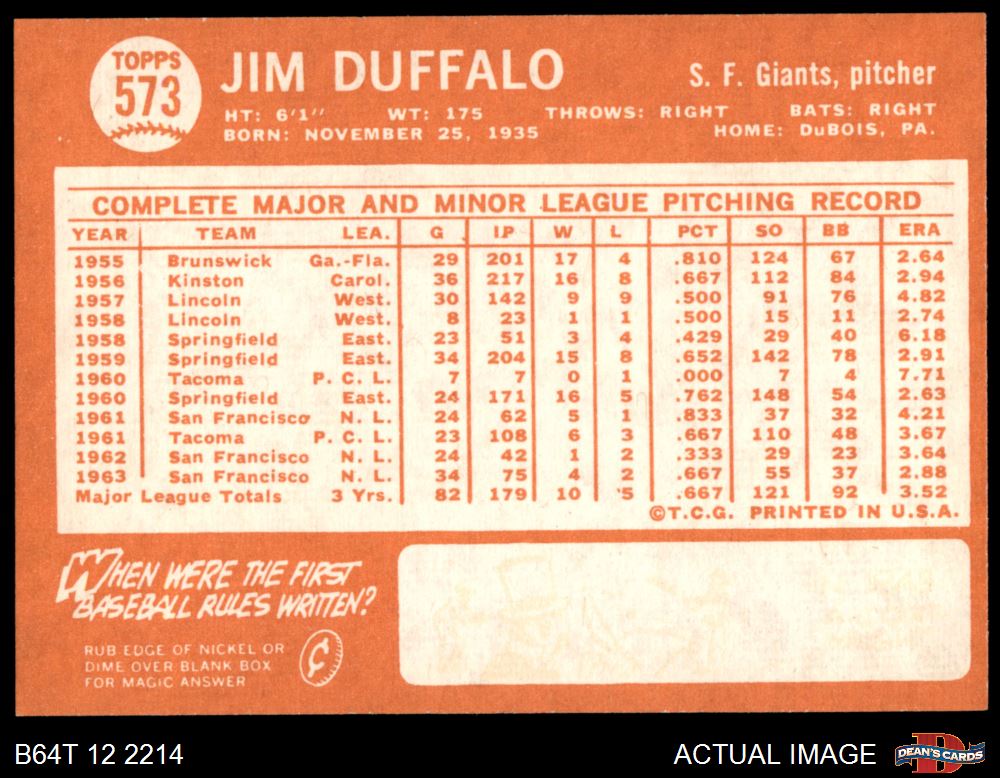 TOPPS
573
JIM DUFFALO
S. F. Giants, pitcher
HT: 6'1" WT: 175 THROWS: RIGHT BATS: RIGHT
BORN: NOVEMBER 25, 1935 HOME: DuBOIS, PA.
COMPLETE MAJOR AND MINOR LEAGUE PITCHING RECORD
YEAR TEAM LEA. G IP W L PCT SO BB ERA
1955 Brunswick Ga.-Fla. 29 201 17 4 .810 124 67 2.64
1956 Kinston Carol. 36 217 16 8 .667 112 84 2.94
1957 Lincoln West. 30 142 9 9 .500 91 76 4.82
1958 Lincoln West. 8 23 1 1 .500 15 11 2.74
1958 Springfield East. 23 51 3 4 .429 29 40 6.18
1959 Springfield East. 34 204 15 8 .652 142 78 2.91
1960 Tacoma P. C. L. 7 7 0 1 .000 7 4 7.71
1960 Springfield East. 24 171 16 5 .762 148 54 2.63
1961 San Francisco N. L. 24 62 5 1 .833 37 32 4.21
1961 Tacoma P. C. L. 23 108 6 3 .667 110 48 3.67
1962 San Francisco N. L. 24 42 1 2 .333 29 23 3.64
1963 San Francisco N. L. 34 75 4 2 .667 55 37 2.88
Major League Totals 3 Yrs. 82 179 10 5 .667 121 92 3.52
©T.C.G. PRINTED IN U.S.A.
WHEN WERE THE FIRST
BASEBALL RULES WRITTEN?
RUB EDGE OF NICKEL OR
DIME OVER BLANK BOX
FOR MAGIC ANSWER
¢
B64T 12 2214
ACTUAL IMAGE
D
DEAN'S CARDS